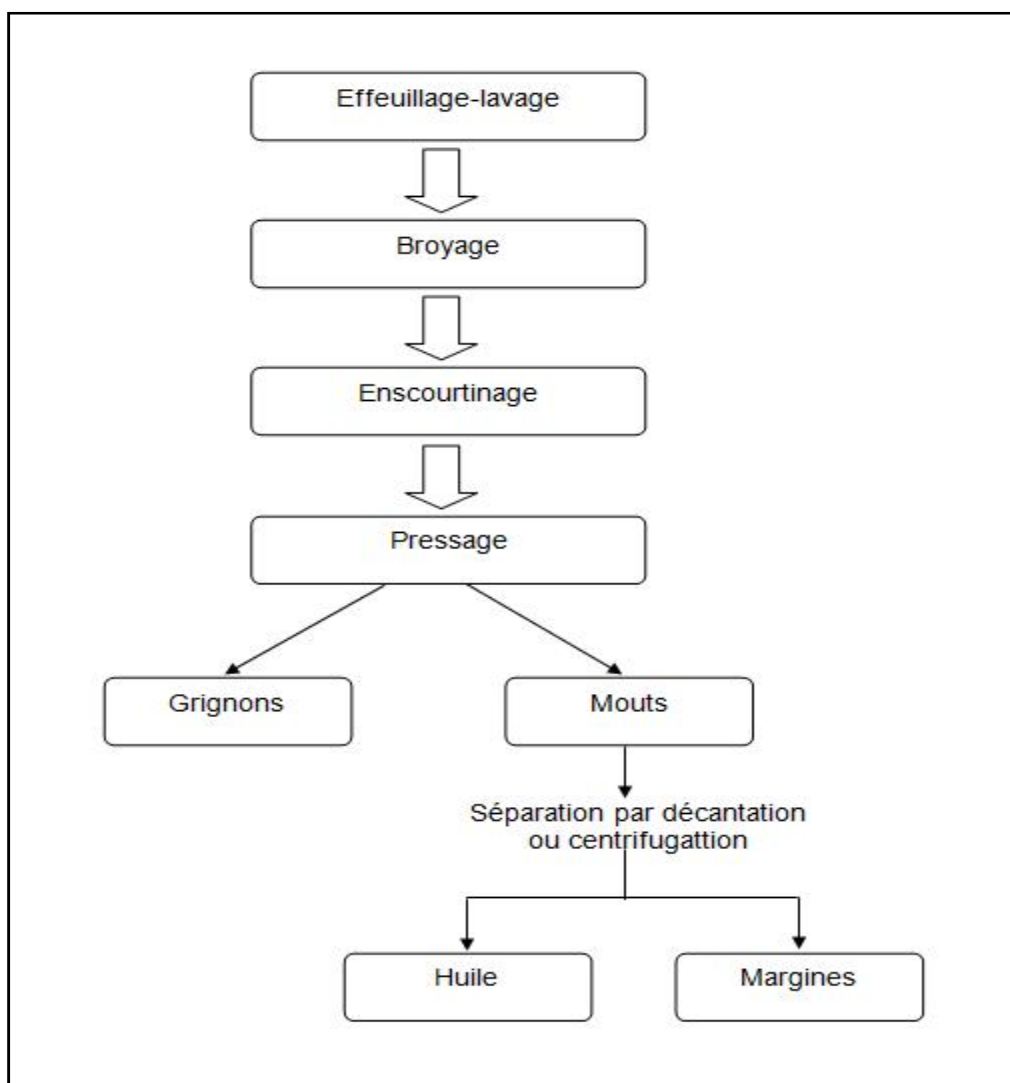 Effeuillage-lavage
Broyage
Enscourtinage
Pressage
Grignons
Mouts
Séparation par décantation
ou centrifugattion
Huile
Margines